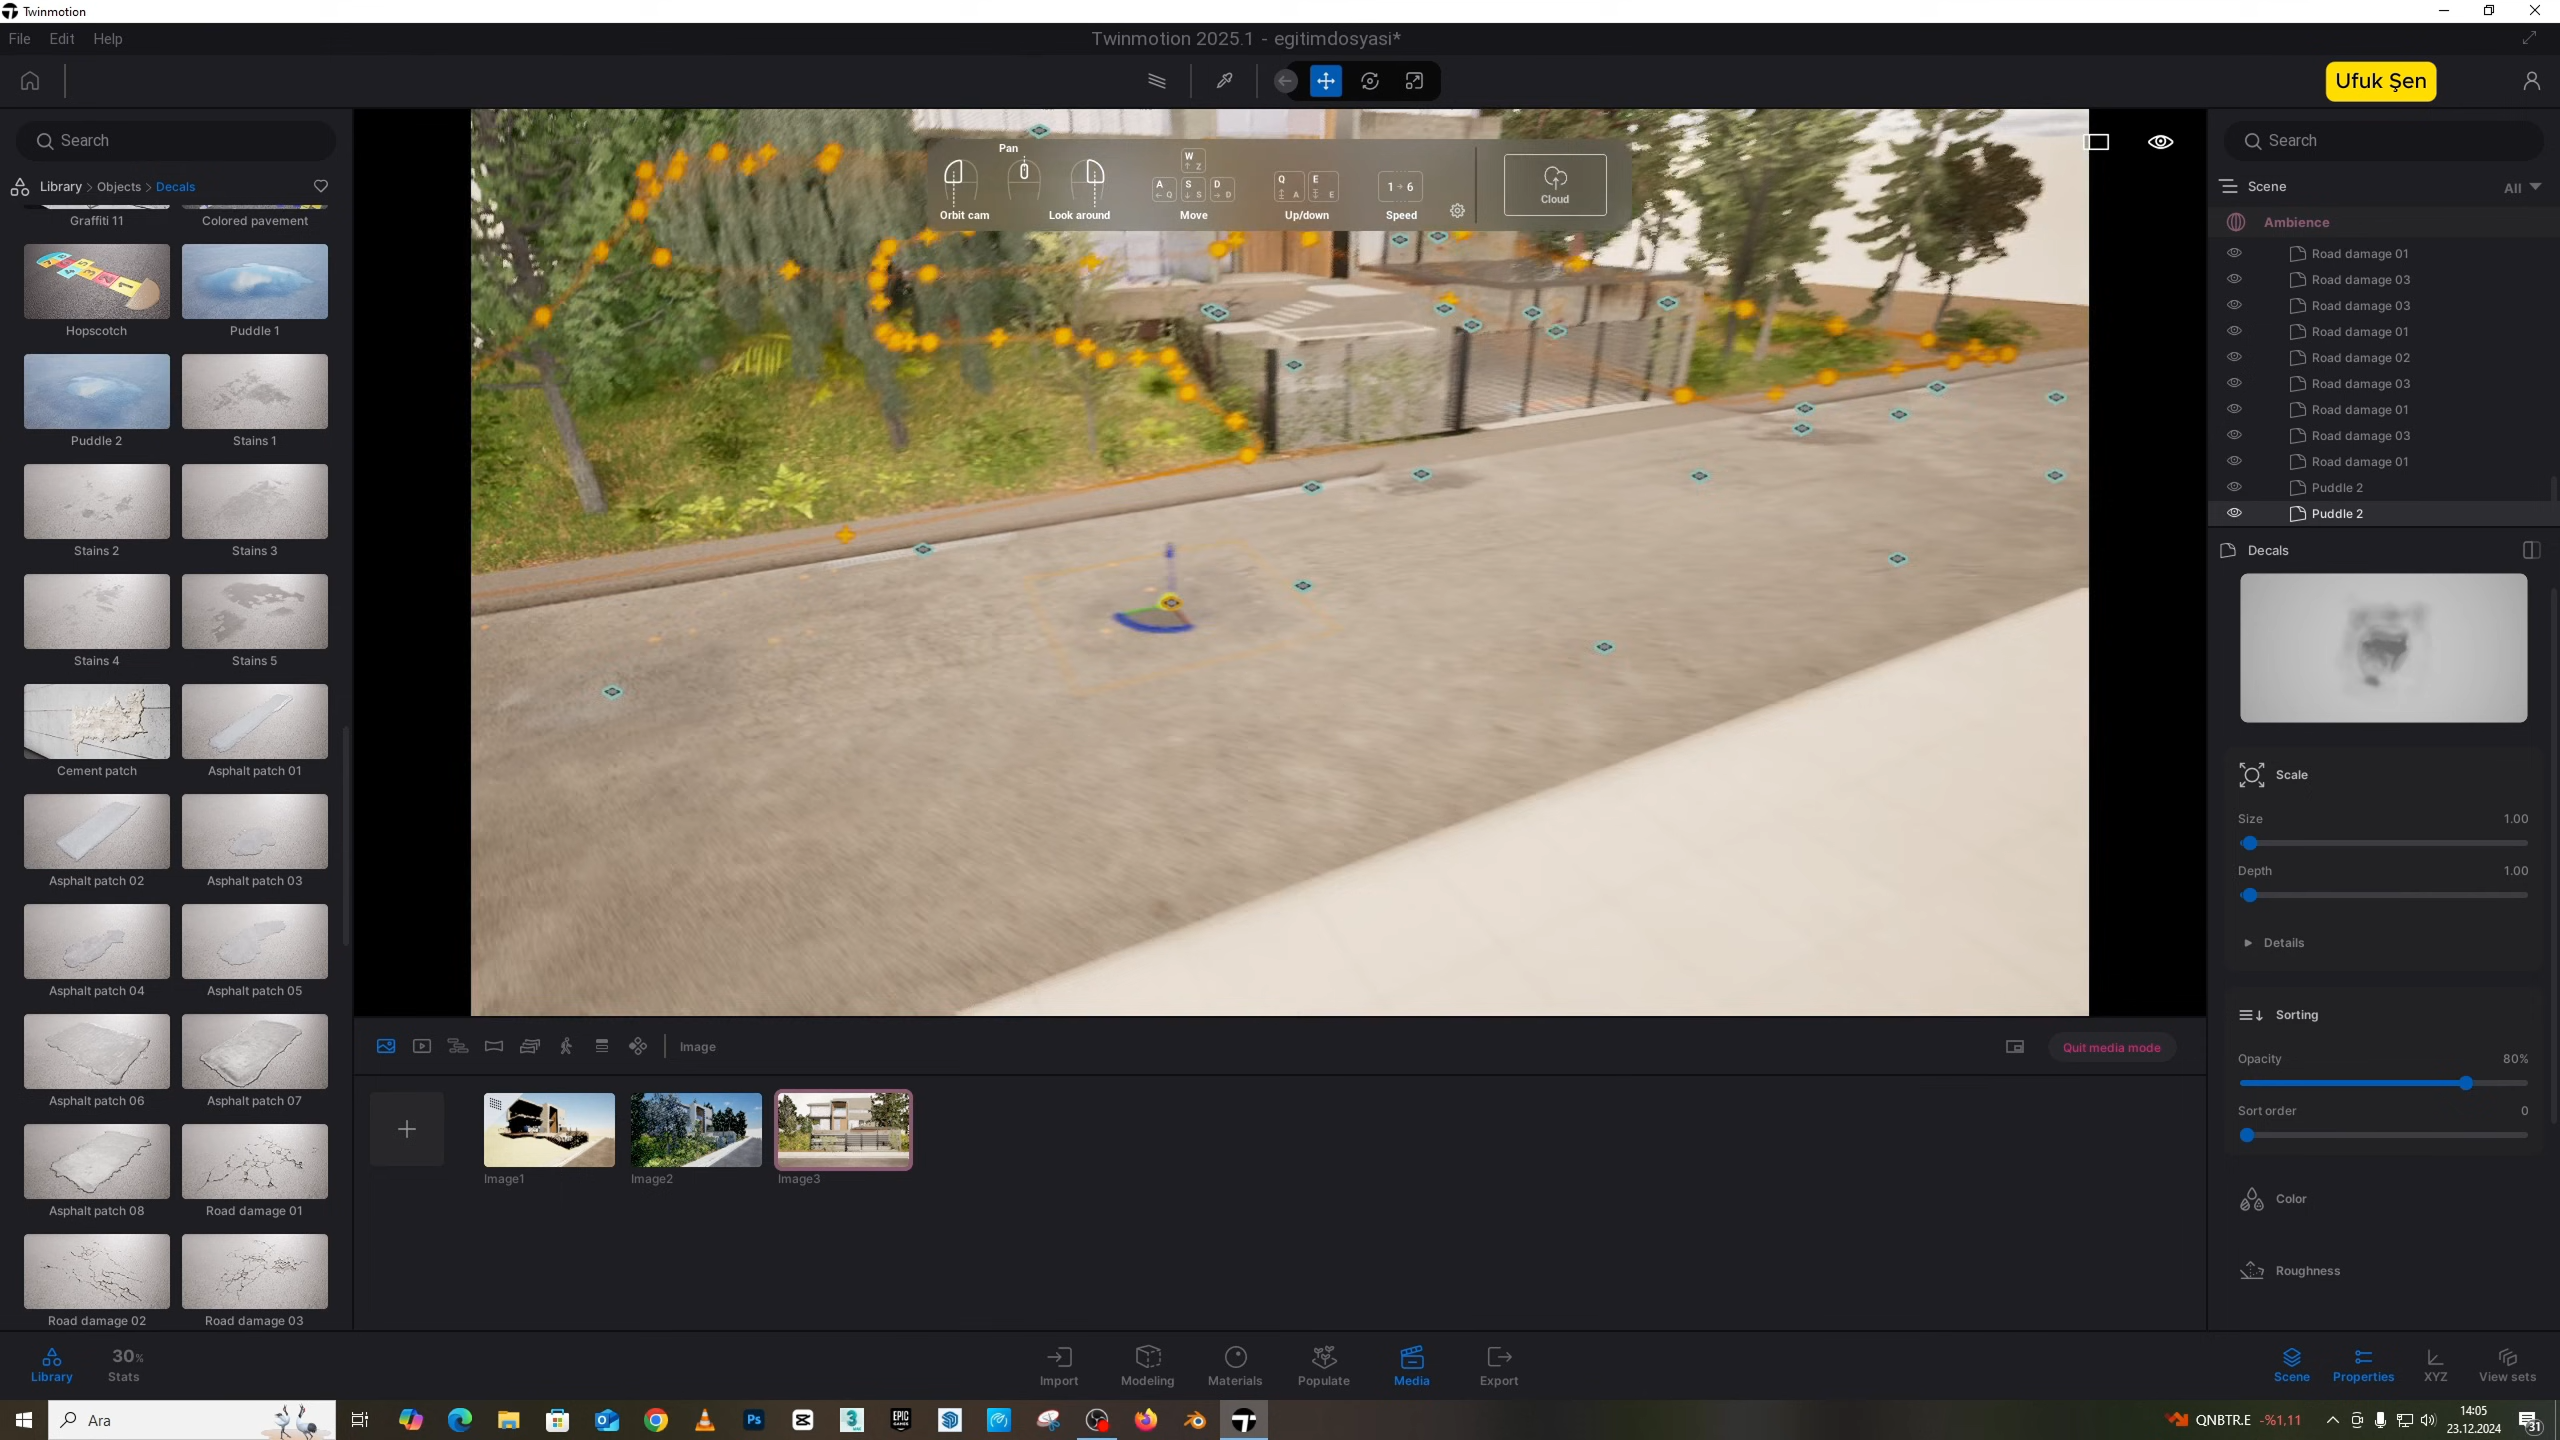 Twinmotion
File Edit Help
Twinmotion 2025.1 - egitimdosyasi*
Ufuk Şen
Search
Library > Objects > Decals
Graffiti 11
Colored pavement
Hopscotch
Puddle 1
Puddle 2
Stains 1
Stains 2
Stains 3
Stains 4
Stains 5
Cement patch
Asphalt patch 01
Asphalt patch 02
Asphalt patch 03
Asphalt patch 04
Asphalt patch 05
Asphalt patch 06
Asphalt patch 07
Asphalt patch 08
Road damage 01
Road damage 02
Road damage 03
Pan
Orbit cam
Look around
W
Z
A S D
Q S D
Move
Q E
A E
Up/down
1 6
Speed
Cloud
Search
Scene
All
Ambience
Road damage 01
Road damage 03
Road damage 03
Road damage 01
Road damage 02
Road damage 03
Road damage 01
Road damage 03
Road damage 01
Puddle 2
Puddle 2
Decals
Scale
Size 1.00
Depth 1.00
Details
Sorting
Opacity 80%
Sort order 0
Color
Roughness
Image
Quit media mode
Image1
Image2
Image3
Library
30%
Stats
Import
Modeling
Materials
Populate
Media
Export
Scene
Properties
XYZ
View sets
Ara
Ps
3
EPIC GAMES
QNBTR.E -%1,11
14:05
23.12.2024
31